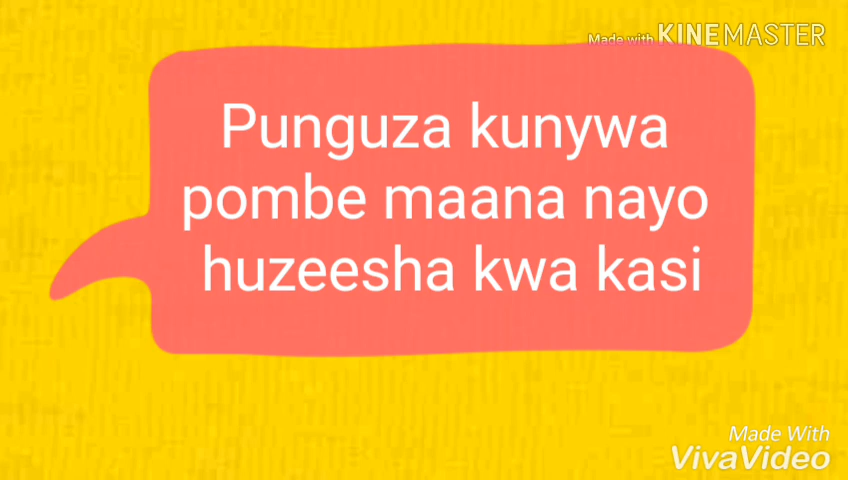 Made with KINEMASTER
Punguza kunywa
pombe maana nayo
huzeesha kwa kasi
Made With
VivaVideo